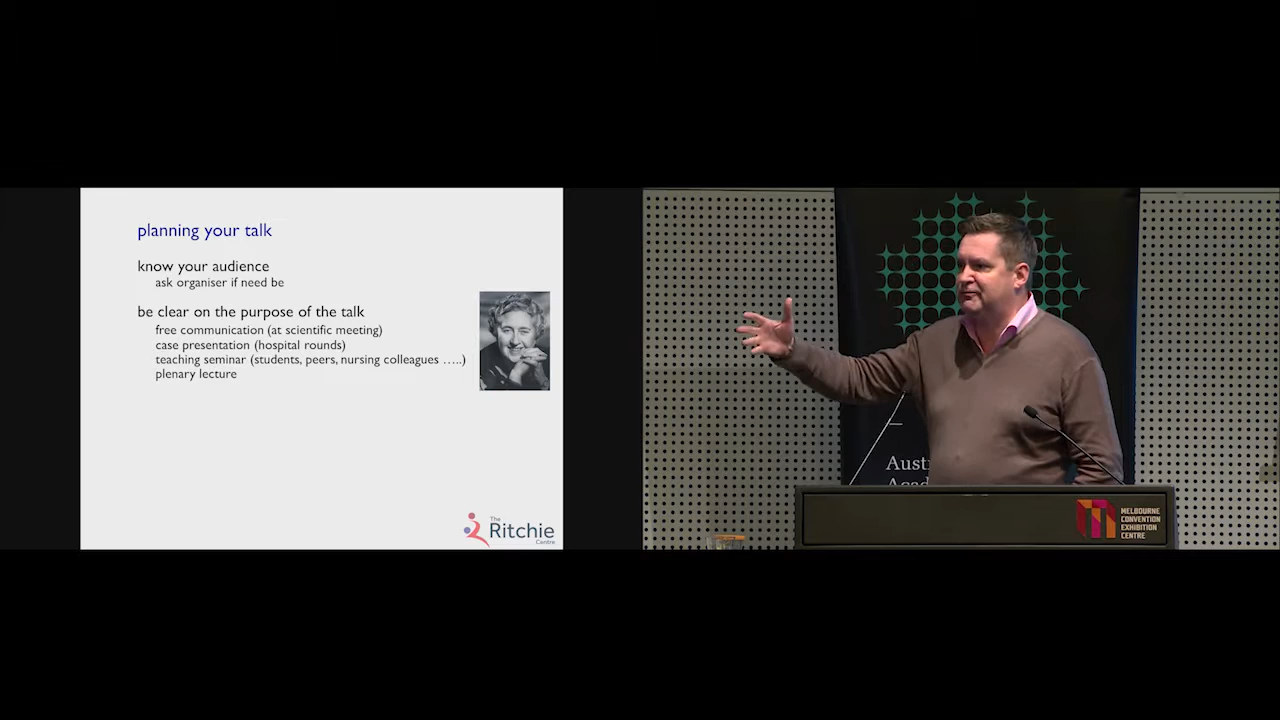 planning your talk
know your audience
ask organiser if need be
be clear on the purpose of the talk
free communication (at scientific meeting)
case presentation (hospital rounds)
teaching seminar (students, peers, nursing colleagues …..)
plenary lecture
The
Ritchie
Centre
Aust
Acad
MELBOURNE
CONVENTION
EXHIBITION
CENTRE